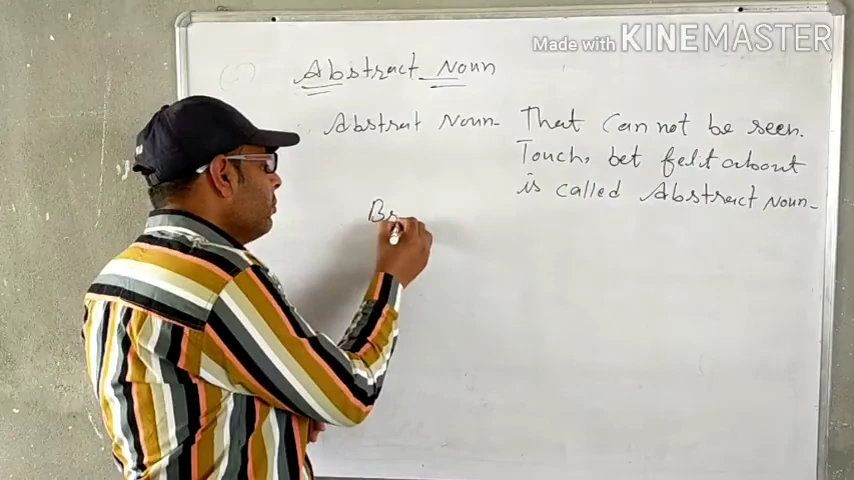 Made with KINEMASTER
Abstract Noun
Abstrat Noun- That Can not be seen.
Touch, bet felit about
is called Abstract Noun-
Br